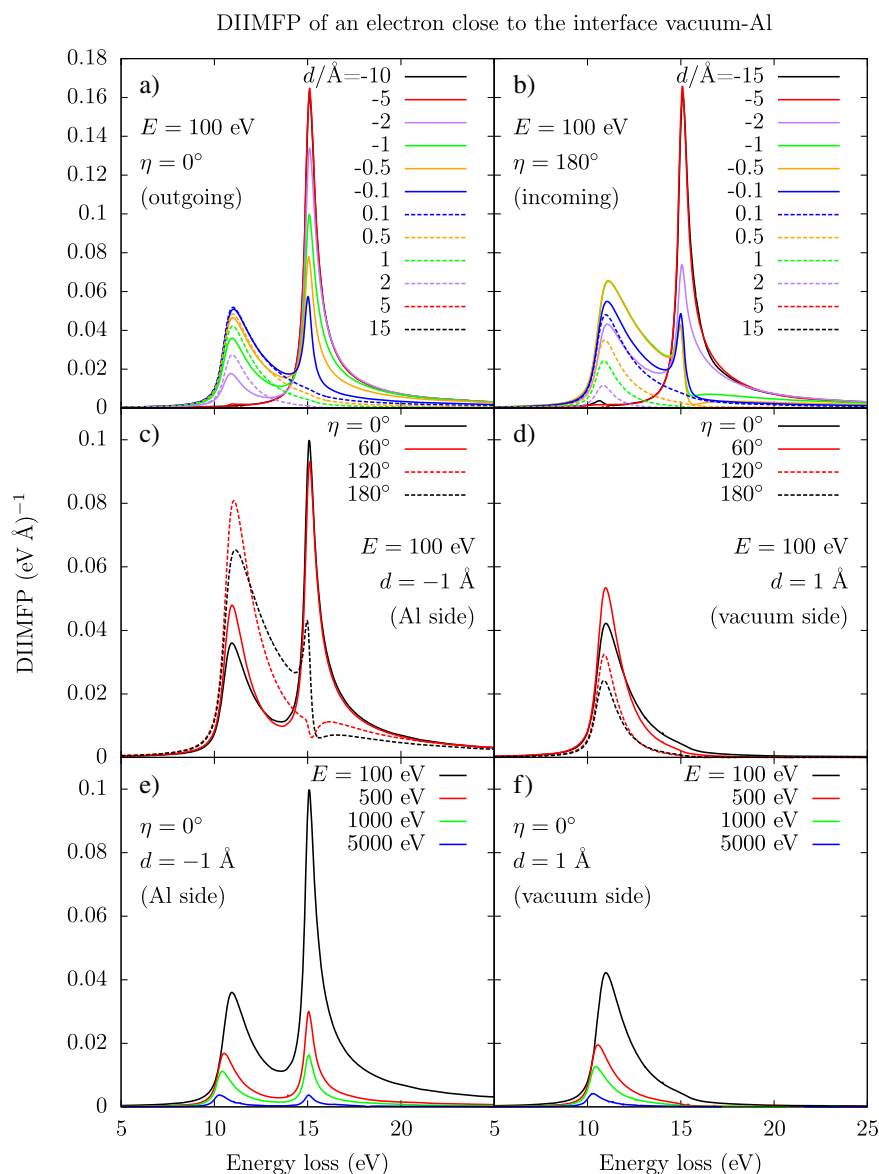 DIIMFP of an electron close to the interface vacuum-Al
DIIMFP (eV Å)⁻¹
0.18
0.16
0.14
0.12
0.1
0.08
0.06
0.04
0.02
0
a)
E = 100 eV
η = 0°
(outgoing)
d/Å=-10
-5
-2
-1
-0.5
-0.1
0.1
0.5
1
2
5
15
b)
E = 100 eV
η = 180°
(incoming)
d/Å=-15
-5
-2
-1
-0.5
-0.1
0.1
0.5
1
2
5
15
0.1
0.08
0.06
0.04
0.02
0
c)
η = 0°
60°
120°
180°
E = 100 eV
d = −1 Å
(Al side)
d)
η = 0°
60°
120°
180°
E = 100 eV
d = 1 Å
(vacuum side)
0.1
0.08
0.06
0.04
0.02
0
e)
E = 100 eV
500 eV
1000 eV
5000 eV
η = 0°
d = −1 Å
(Al side)
f)
E = 100 eV
500 eV
1000 eV
5000 eV
η = 0°
d = 1 Å
(vacuum side)
5 10 15 20 5 10 15 20 25
Energy loss (eV) Energy loss (eV)